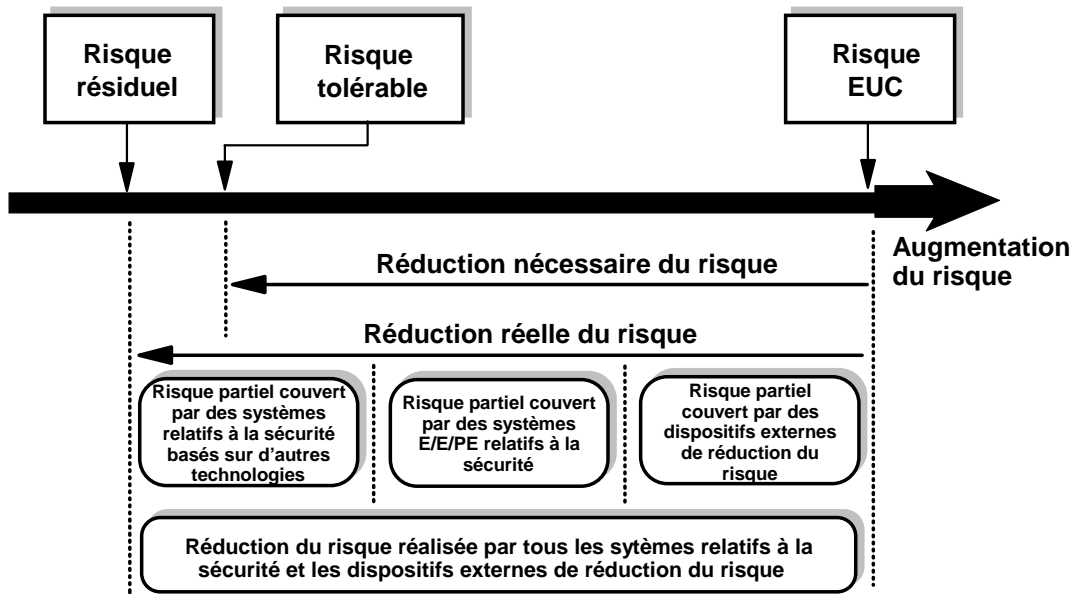 Risque
résiduel
Risque
tolérable
Risque
EUC
Augmentation
du risque
Réduction nécessaire du risque
Réduction réelle du risque
Risque partiel couvert
par des systèmes
relatifs à la sécurité
basés sur d'autres
technologies
Risque partiel couvert
par des systèmes
E/E/PE relatifs à la
sécurité
Risque partiel
couvert par des
dispositifs externes
de réduction du
risque
Réduction du risque réalisée par tous les sytèmes relatifs à la
sécurité et les dispositifs externes de réduction du risque